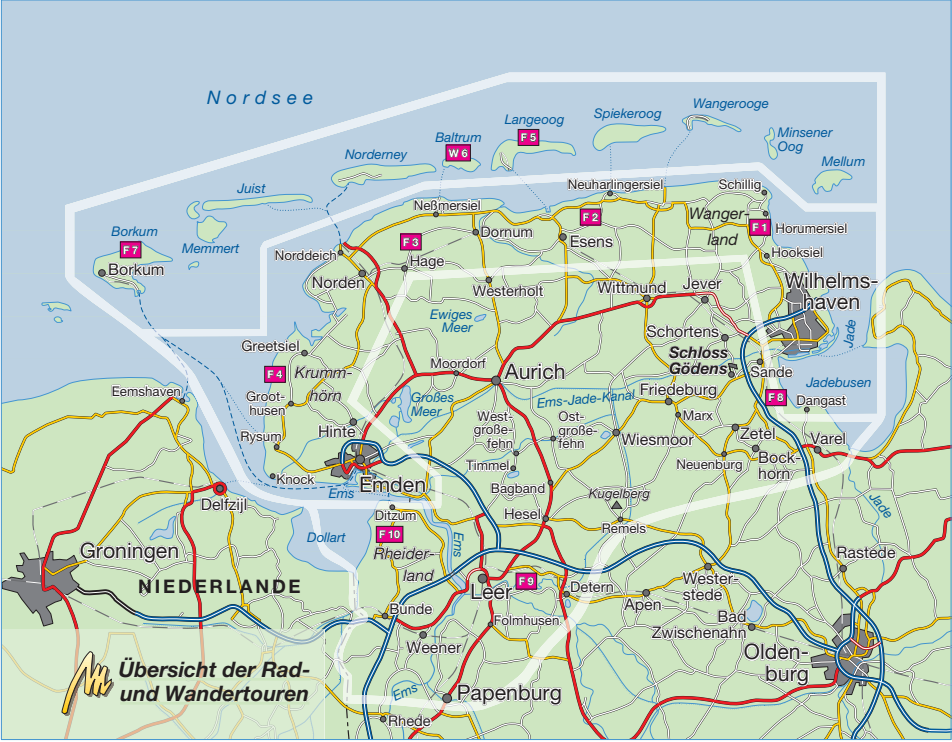 Nordsee
Wangerooge
Spiekeroog
Langeoog
F 5
Baltrum
W 6
Norderney
Minsener
Oog
Mellum
Juist
Memmert
Borkum
F 7
Borkum
Neuharlingersiel
Schillig
Neßmersiel
Wanger-
land
F 1
Horumersiel
F 2
Dornum
Esens
F 3
Hage
Hooksiel
Norddeich
Norden
Westerholt
Wittmund
Jever
Wilhelms-
haven
Ewiges
Meer
Schortens
Jade
Greetsiel
Schloss
Gödens
F 4
Krumm-
hörn
Moordorf
Aurich
Sande
Jadebusen
Eemshaven
Groot-
husen
Großes
Meer
Ems-Jade-Kanal
Friedeburg
F 8
Dangast
West-
große-
fehn
Ost-
große-
fehn
Marx
Hinte
Wiesmoor
Zetel
Varel
Rysum
Timmel
Neuenburg
Bock-
horn
Knock
Emden
Ems
Bagband
Kugelberg
Delfzijl
Ditzum
Hesel
Remels
Jade
Dollart
F 10
Rheider-
land
Ems
Groningen
NIEDERLANDE
Rastede
Leer
F 9
Detern
Wester-
stede
Apen
Bunde
Folmhusen
Bad
Zwischenahn
Weener
Olden-
burg
Übersicht der Rad-
und Wandertouren
Ems
Papenburg
Rhede